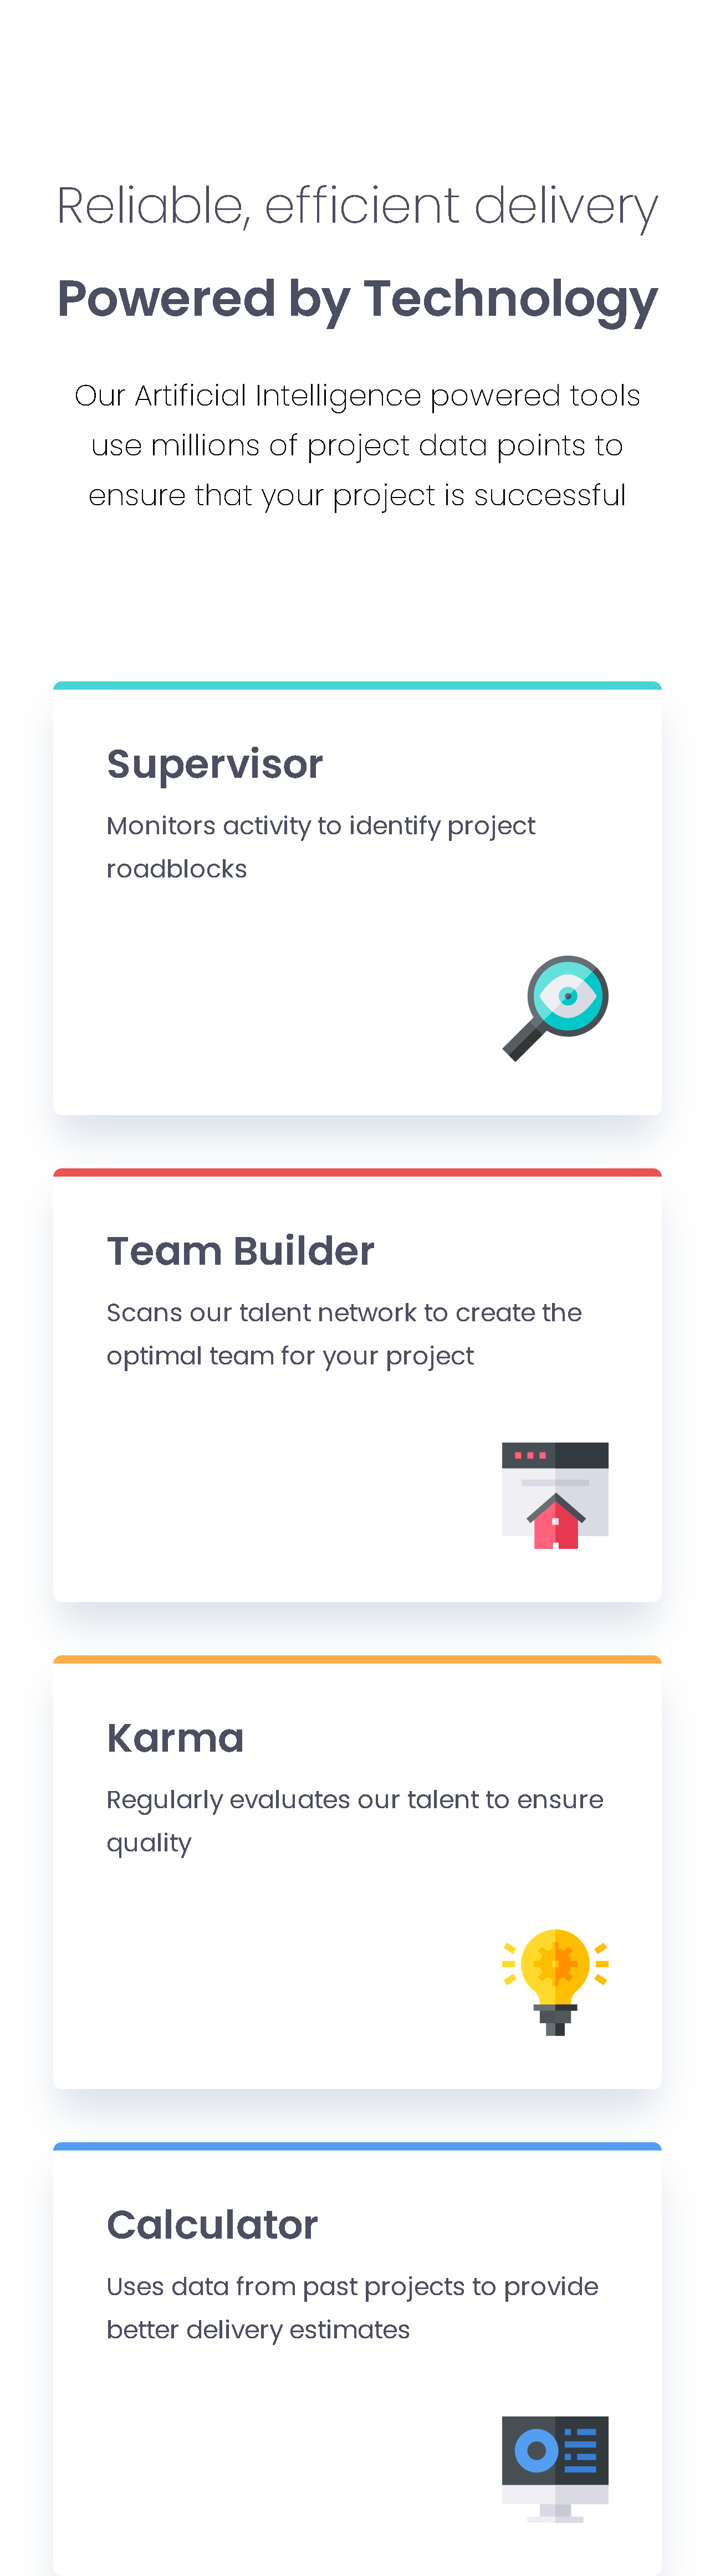 Reliable, efficient delivery
Powered by Technology
Our Artificial Intelligence powered tools
use millions of project data points to
ensure that your project is successful
Supervisor
Monitors activity to identify project
roadblocks
Team Builder
Scans our talent network to create the
optimal team for your project
Karma
Regularly evaluates our talent to ensure
quality
Calculator
Uses data from past projects to provide
better delivery estimates